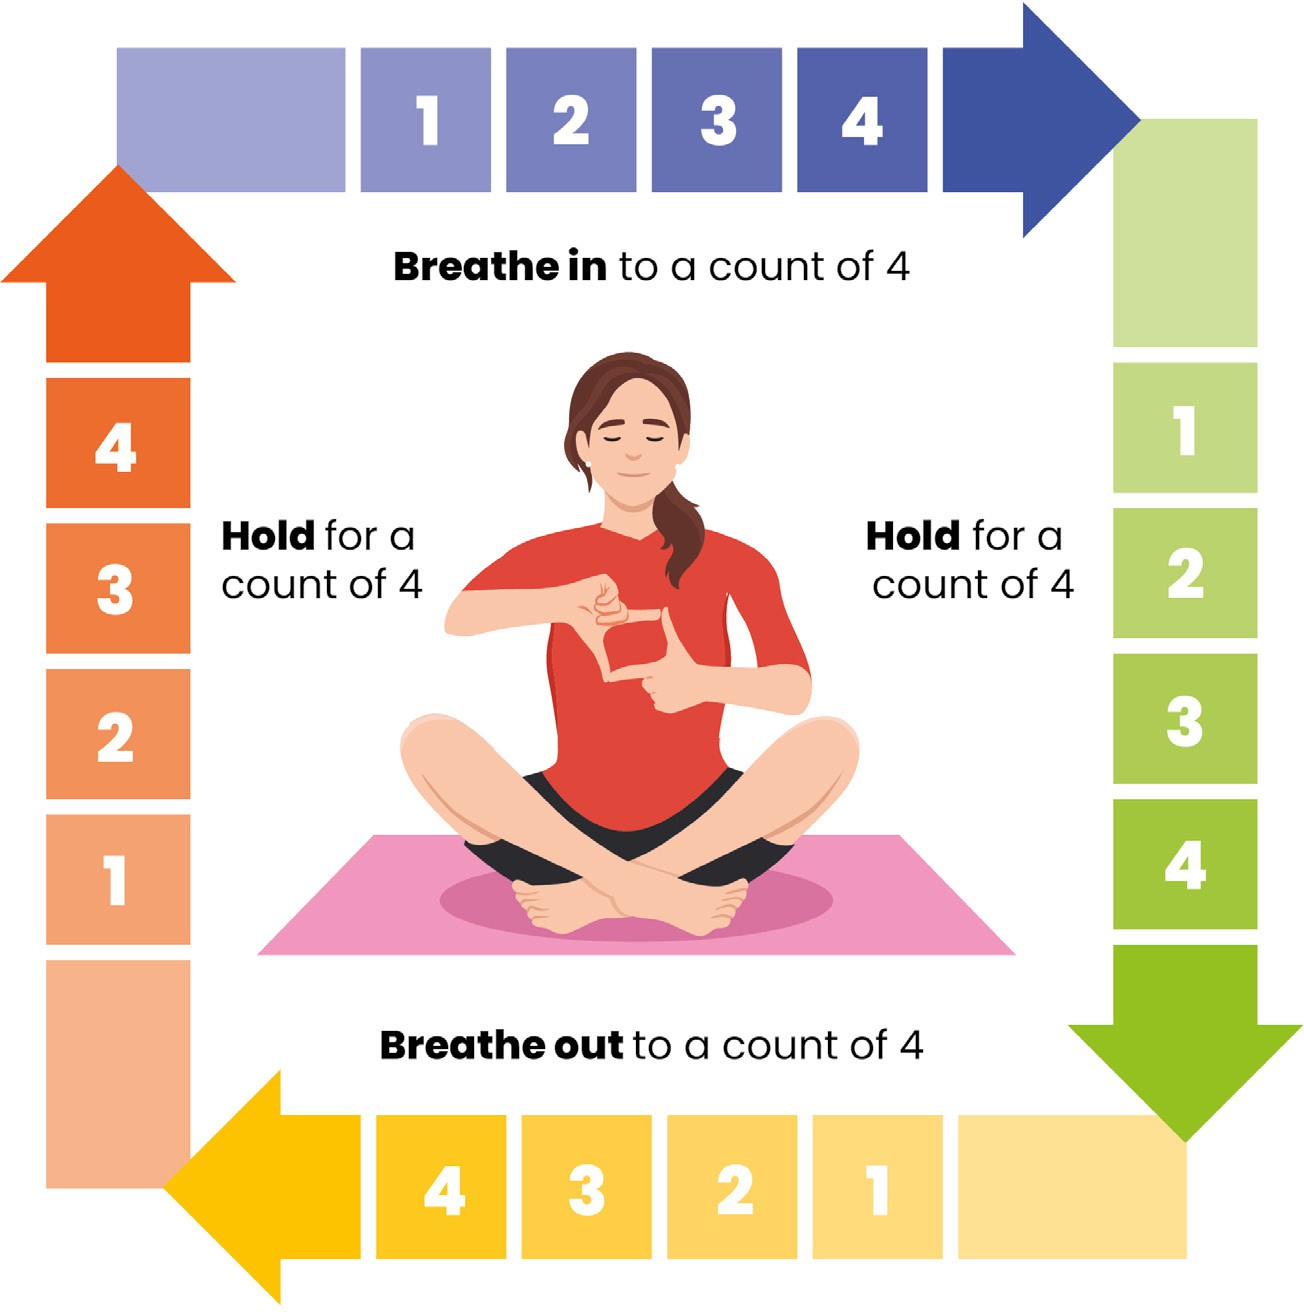 1 2 3 4
Breathe in to a count of 4
1
2
3
4
Hold for a
count of 4
Breathe out to a count of 4
4 3 2 1
Hold for a
count of 4
4
3
2
1